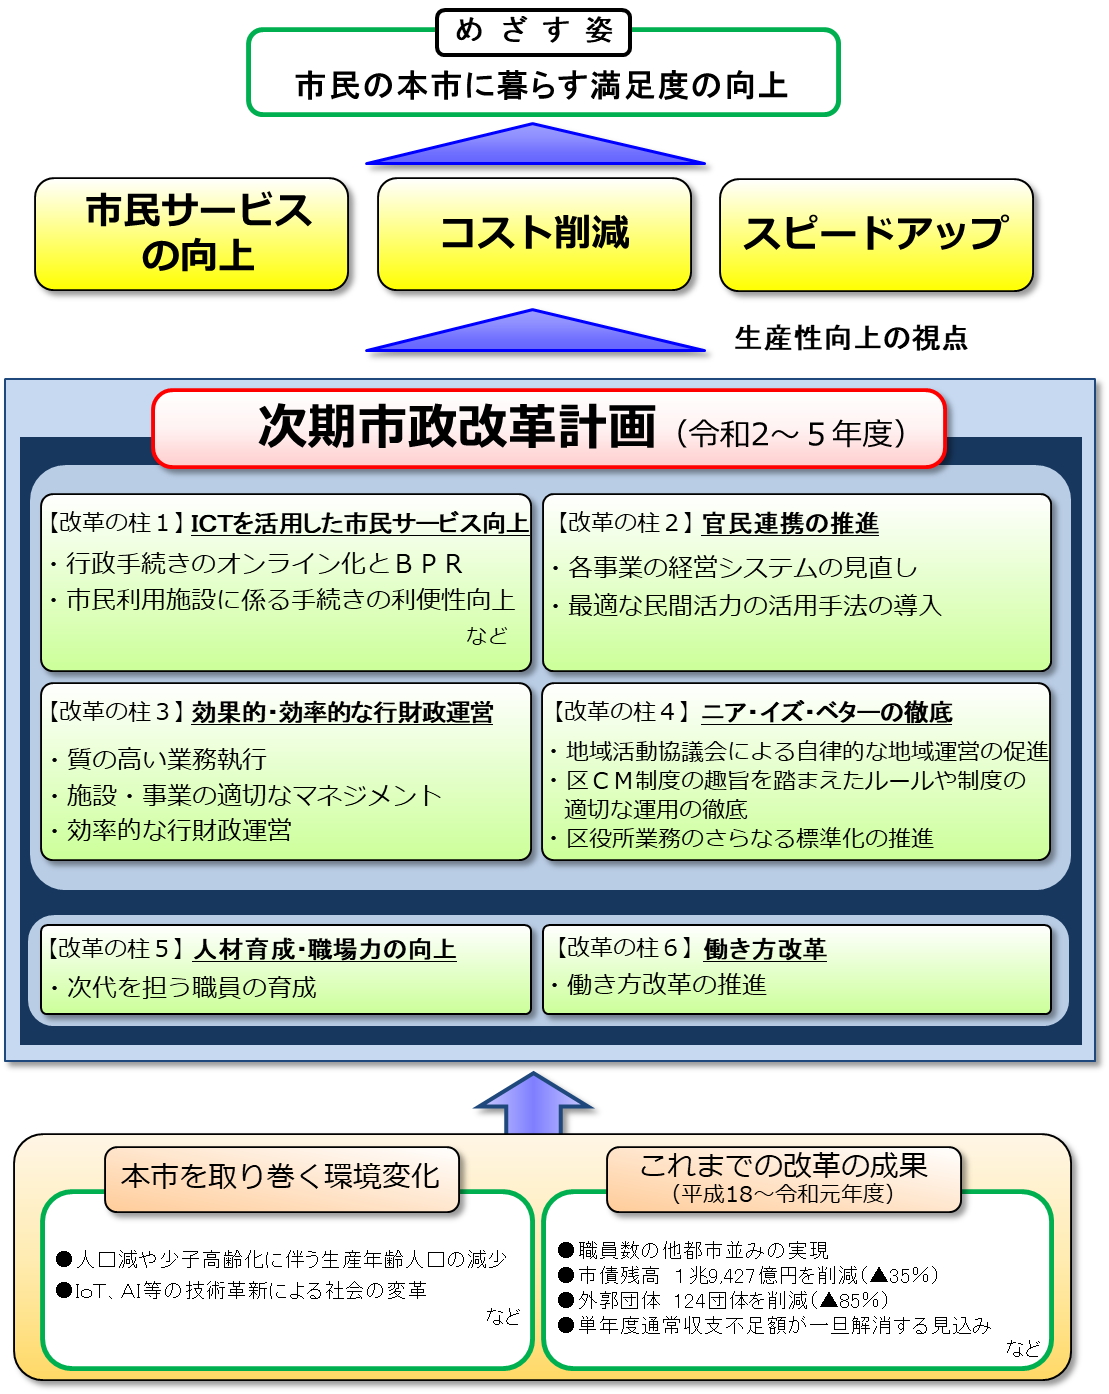 めざす姿
市民の本市に暮らす満足度の向上
市民サービス
の向上
コスト削減
スピードアップ
生産性向上の視点
次期市政改革計画（令和2～５年度）
【改革の柱１】ICTを活用した市民サービス向上
・行政手続きのオンライン化とＢＰＲ
・市民利用施設に係る手続きの利便性向上
など
【改革の柱２】官民連携の推進
・各事業の経営システムの見直し
・最適な民間活力の活用手法の導入
【改革の柱３】効果的・効率的な行財政運営
・質の高い業務執行
・施設・事業の適切なマネジメント
・効率的な行財政運営
【改革の柱４】ニア・イズ・ベターの徹底
・地域活動協議会による自律的な地域運営の促進
・区ＣＭ制度の趣旨を踏まえたルールや制度の
適切な運用の徹底
・区役所業務のさらなる標準化の推進
【改革の柱５】人材育成・職場力の向上
・次代を担う職員の育成
【改革の柱６】働き方改革
・働き方改革の推進
本市を取り巻く環境変化
●人口減や少子高齢化に伴う生産年齢人口の減少
●IoT、AI等の技術革新による社会の変革
など
これまでの改革の成果
（平成18～令和元年度）
●職員数の他都市並みの実現
●市債残高　１兆9,427億円を削減（▲35％）
●外郭団体　124団体を削減（▲85％）
●単年度通常収支不足額が一旦解消する見込み
など